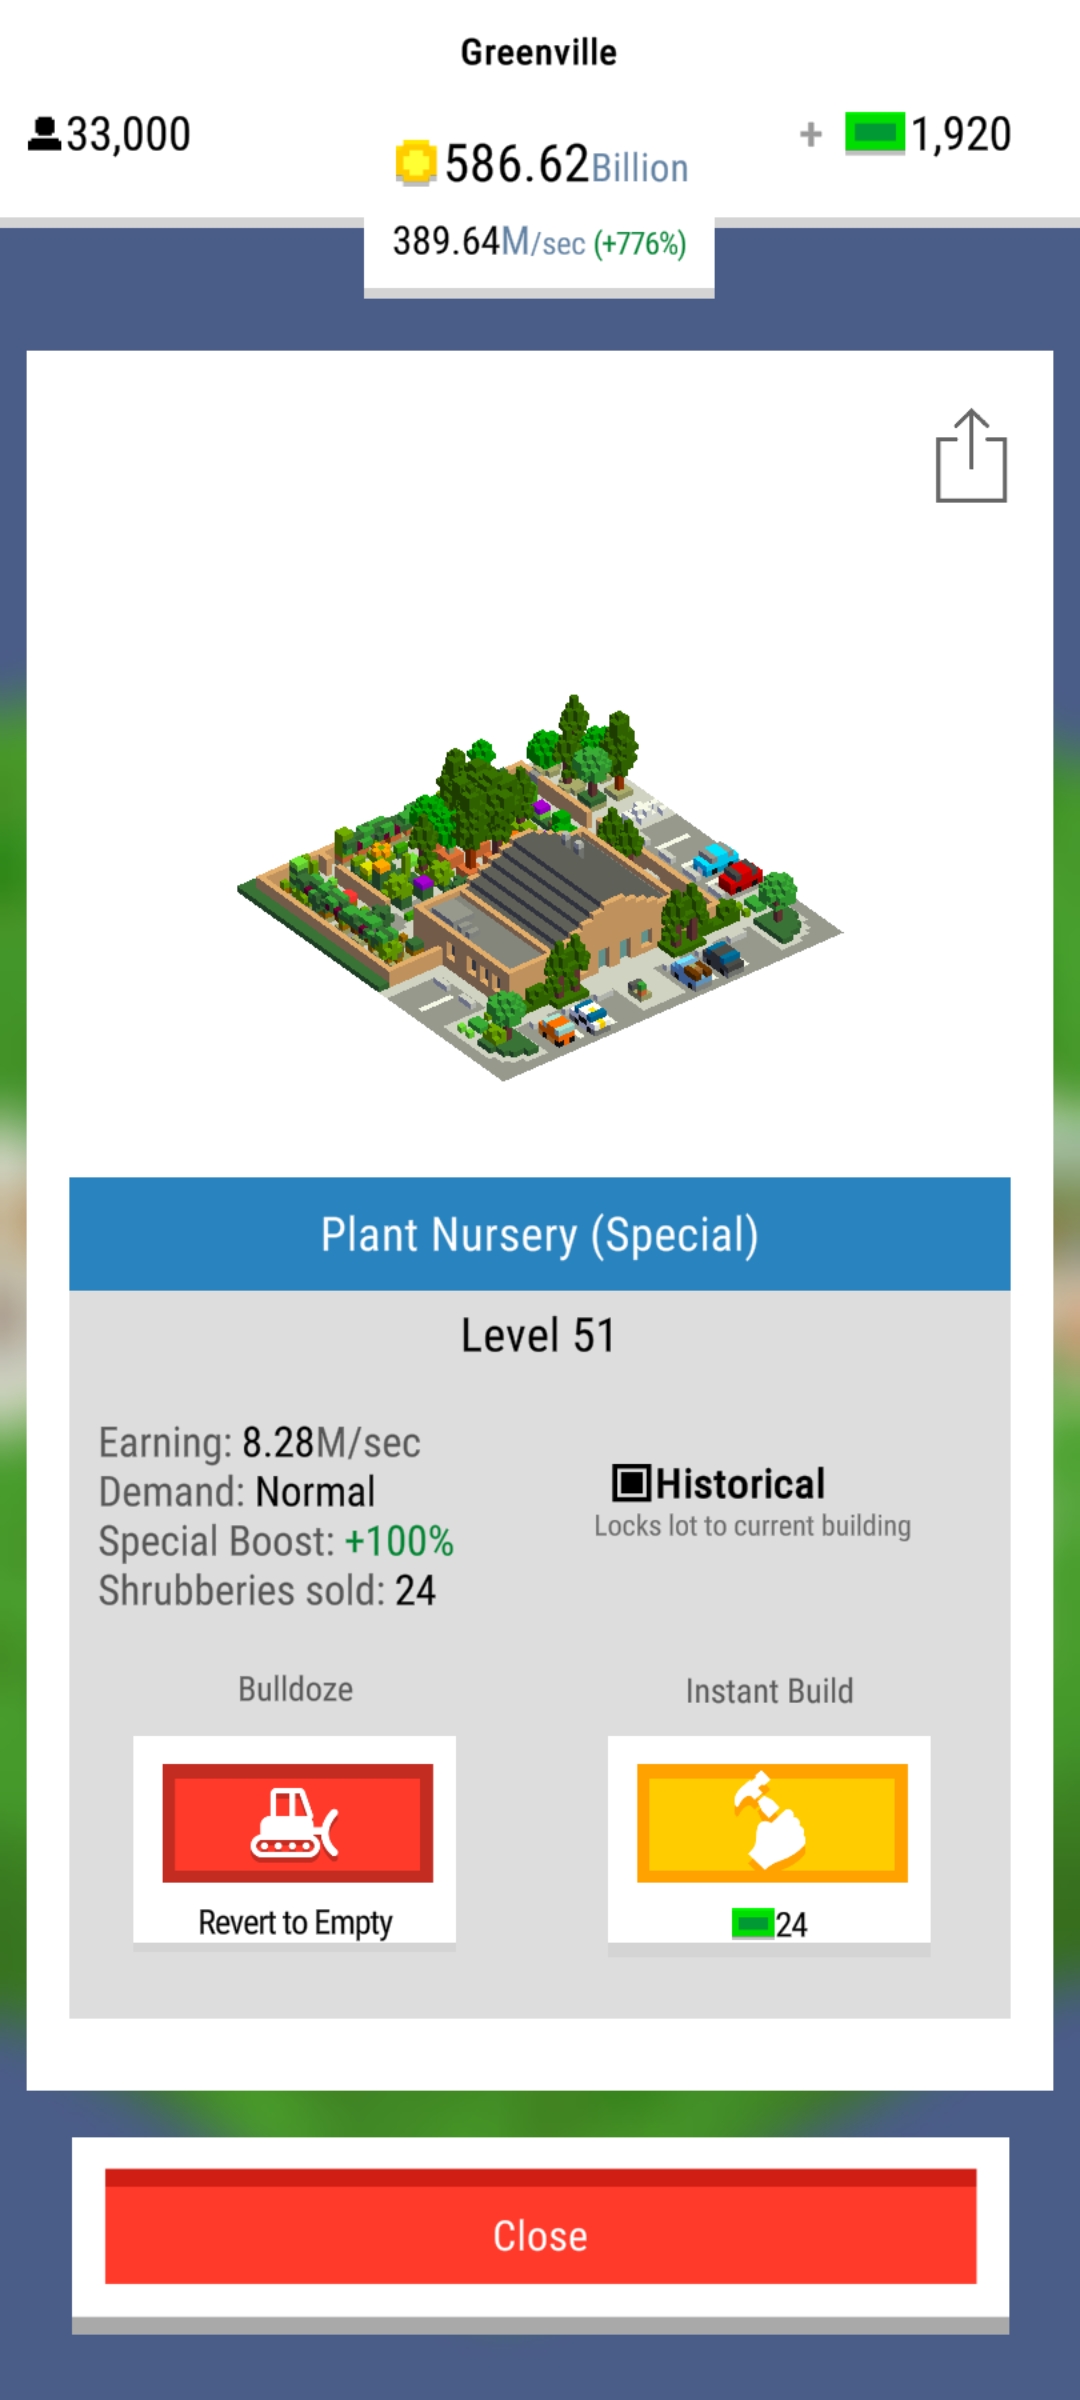 Greenville
33,000
586.62Billion
+ 1,920
389.64M/sec (+776%)
Plant Nursery (Special)
Level 51
Earning: 8.28M/sec
Demand: Normal
Special Boost: +100%
Shrubberies sold: 24
Historical
Locks lot to current building
Bulldoze
Instant Build
Revert to Empty
24
Close